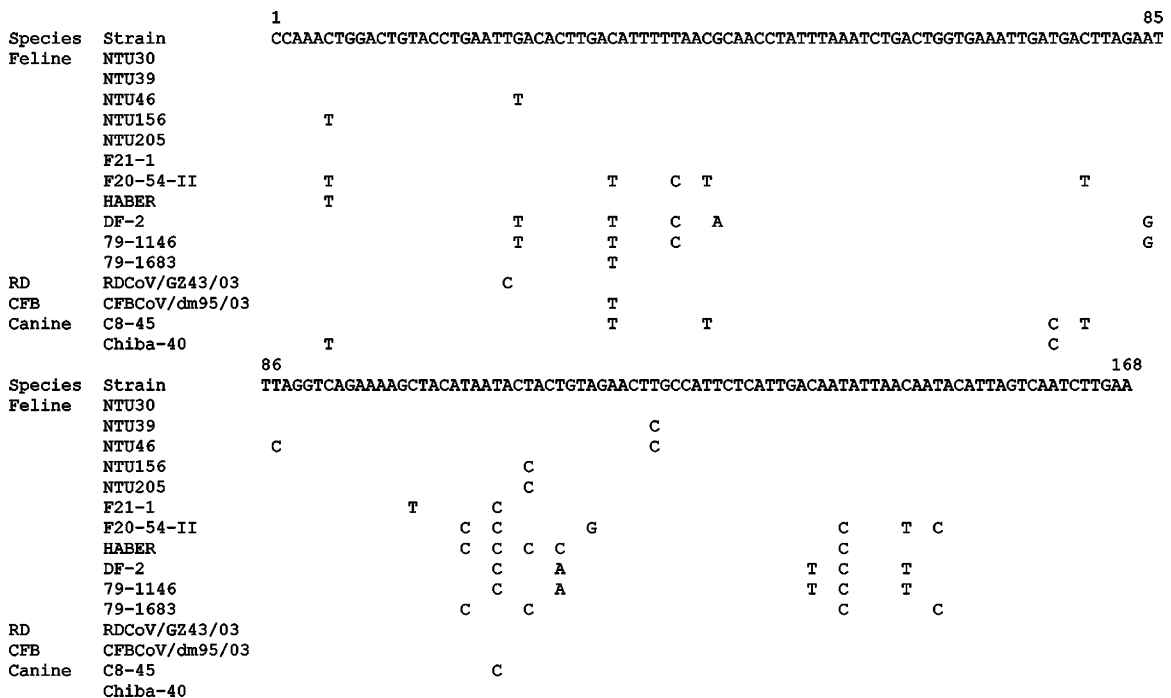 1 85
Species Strain CCAAACTGGACTGTACCTGAATTGACACTTGACATTTTTAACGCAACCTATTTAAATCTGACTGGTGAAATTGATGACTTAGAAT
Feline NTU30
NTU39
NTU46 T
NTU156 T
NTU205
F21-1
F20-54-II T T C T T
HABER T
DF-2 T T C A G
79-1146 T T C G
79-1683 T
RD RDCoV/GZ43/03 C
CFB CFBCoV/dm95/03 T
Canine C8-45 T T C T
Chiba-40 T C
86 168
Species Strain TTAGGTCAGAAAAGCTACATAATACTACTGTAGAACTTGCCATTCTCATTGACAATATTAACAATACATTAGTCAATCTTGAA
Feline NTU30
NTU39 C
NTU46 C C
NTU156 C
NTU205 C
F21-1 T C
F20-54-II C C G C T C
HABER C C C C C
DF-2 C A T C T
79-1146 C A T C T
79-1683 C C C C
RD RDCoV/GZ43/03
CFB CFBCoV/dm95/03
Canine C8-45 C
Chiba-40